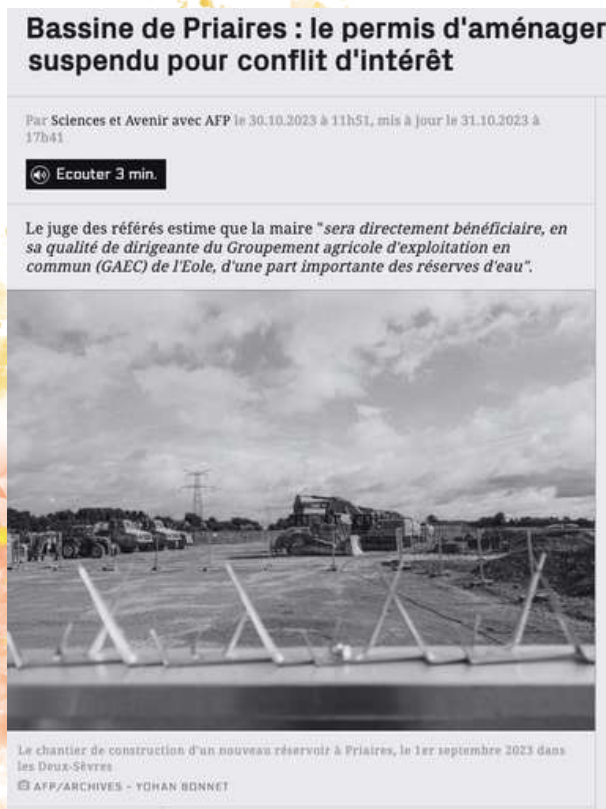 Bassine de Priaires : le permis d'aménager
suspendu pour conflit d'intérêt
Par Sciences et Avenir avec AFP le 30.10.2023 à 11h51, mis à jour le 31.10.2023 à
17h41
Ecouter 3 min.
Le juge des référés estime que la maire "sera directement bénéficiaire, en
sa qualité de dirigeante du Groupement agricole d'exploitation en
commun (GAEC) de l'Eole, d'une part importante des réserves d'eau".
Le chantier de construction d'un nouveau réservoir à Priaires, le 1er septembre 2023 dans
les Deux-Sèvres
AFP/ARCHIVES - YOHAN BONNET